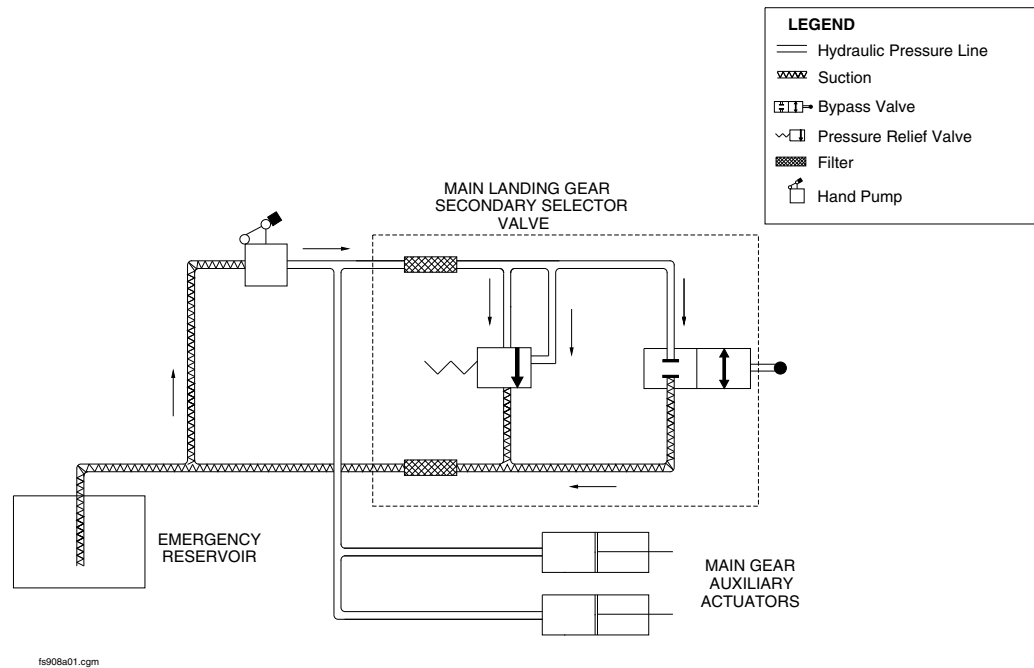 LEGEND
Hydraulic Pressure Line
Suction
Bypass Valve
Pressure Relief Valve
Filter
Hand Pump
MAIN LANDING GEAR
SECONDARY SELECTOR
VALVE
EMERGENCY
RESERVOIR
MAIN GEAR
AUXILIARY
ACTUATORS
fs908a01.cgm